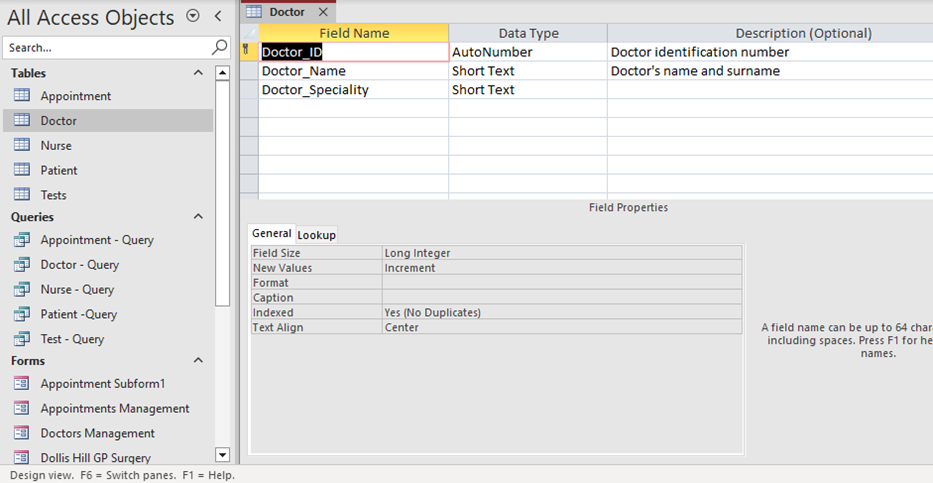 All Access Objects
Search...
Tables
Appointment
Doctor
Nurse
Patient
Tests
Queries
Appointment - Query
Doctor - Query
Nurse - Query
Patient -Query
Test - Query
Forms
Appointment Subform1
Appointments Management
Doctors Management
Dollis Hill GP Surgery
Doctor
Field Name Data Type Description (Optional)
Doctor_ID AutoNumber Doctor identification number
Doctor_Name Short Text Doctor's name and surname
Doctor_Speciality Short Text
Field Properties
General Lookup
Field Size Long Integer
New Values Increment
Format
Caption
Indexed Yes (No Duplicates)
Text Align Center
A field name can be up to 64 char
including spaces. Press F1 for he
names.
Design view. F6 = Switch panes. F1 = Help.